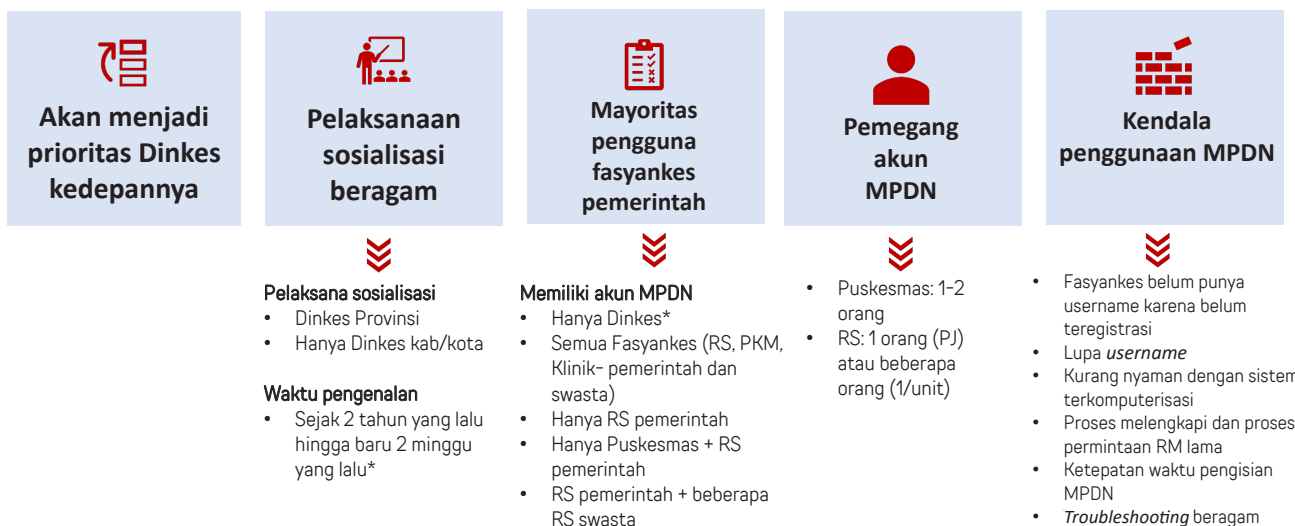 Akan menjadi
prioritas Dinkes
kedepannya
Pelaksanaan
sosialisasi
beragam
Pelaksana sosialisasi
• Dinkes Provinsi
• Hanya Dinkes kab/kota
Waktu pengenalan
• Sejak 2 tahun yang lalu
hingga baru 2 minggu
yang lalu*
Mayoritas
pengguna
fasyankes
pemerintah
Memiliki akun MPDN
• Hanya Dinkes*
• Semua Fasyankes (RS, PKM,
Klinik- pemerintah dan
swasta)
• Hanya RS pemerintah
• Hanya Puskesmas + RS
pemerintah
• RS pemerintah + beberapa
RS swasta
Pemegang
akun
MPDN
• Puskesmas: 1-2
orang
• RS: 1 orang (PJ)
atau beberapa
orang (1/unit)
Kendala
penggunaan MPDN
• Fasyankes belum punya
username karena belum
teregistrasi
• Lupa username
• Kurang nyaman dengan sistem
terkomputerisasi
• Proses melengkapi dan proses
permintaan RM lama
• Ketepatan waktu pengisian
MPDN
• Troubleshooting beragam